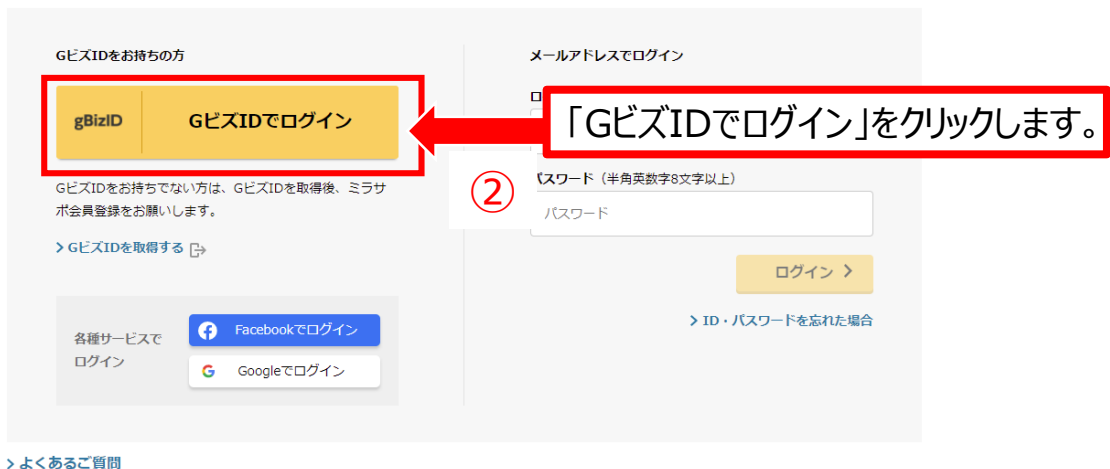 GビズIDをお持ちの方
gBizID
GビズIDでログイン
GビズIDをお持ちでない方は、GビズIDを取得後、ミラサ
ポ会員登録をお願いします。
> GビズIDを取得する
各種サービスで
ログイン
Facebookでログイン
Googleでログイン
メールアドレスでログイン
ロ
「GビズIDでログイン」をクリックします。
②
パスワード（半角英数字8文字以上）
パスワード
ログイン >
> ID・パスワードを忘れた場合
> よくあるご質問